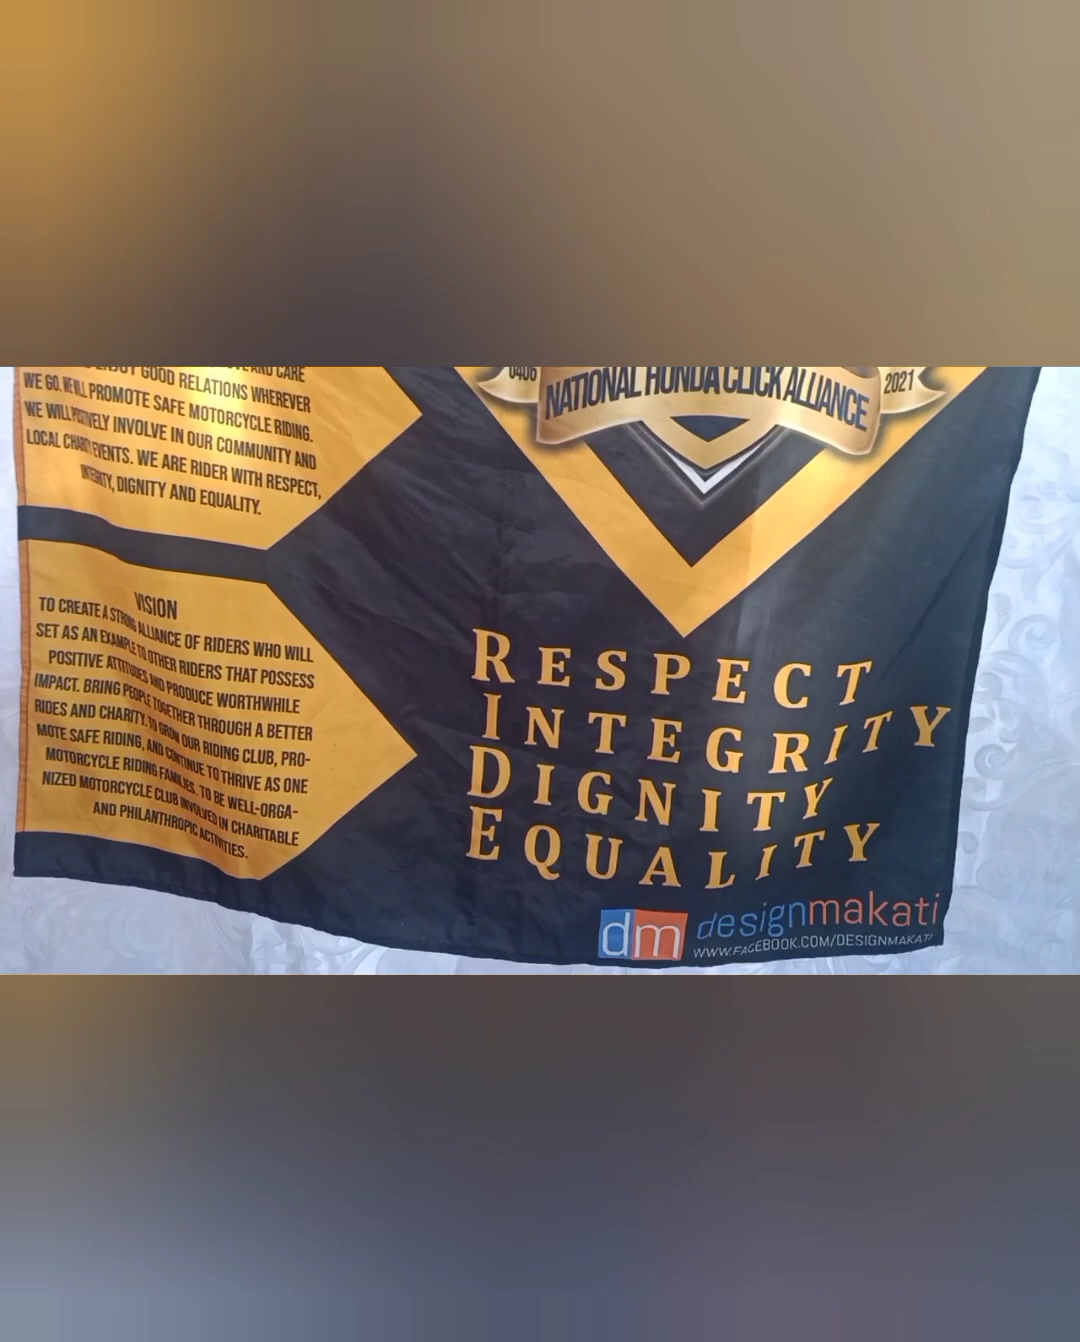 AND CARE
GOOD RELATIONS WHEREVER
WE GO. WE WILL PROMOTE SAFE MOTORCYCLE RIDING.
WE WILL POSITIVELY INVOLVE IN OUR COMMUNITY AND
LOCAL CHARITY EVENTS. WE ARE RIDER WITH RESPECT,
INTEGRITY, DIGNITY AND EQUALITY.
VISION
TO CREATE A STRONG ALLIANCE OF RIDERS WHO WILL
SET AS AN EXAMPLE TO OTHER RIDERS THAT POSSESS
POSITIVE ATTITUDES AND PRODUCE WORTHWHILE
IMPACT. BRING PEOPLE TOGETHER THROUGH A BETTER
RIDES AND CHARITY. TO GROW OUR RIDING CLUB, PRO-
MOTE SAFE RIDING, AND CONTINUE TO THRIVE AS ONE
MOTORCYCLE RIDING FAMILIES. TO BE WELL-ORGA-
NIZED MOTORCYCLE CLUB INVOLVED IN CHARITABLE
AND PHILANTHROPIC ACTIVITIES.
0406
NATIONAL HONDA CLICK ALLIANCE
2021
RESPECT
INTEGRITY
DIGNITY
EQUALITY
dm designmakati
WWW.FACEBOOK.COM/DESIGNMAKATI